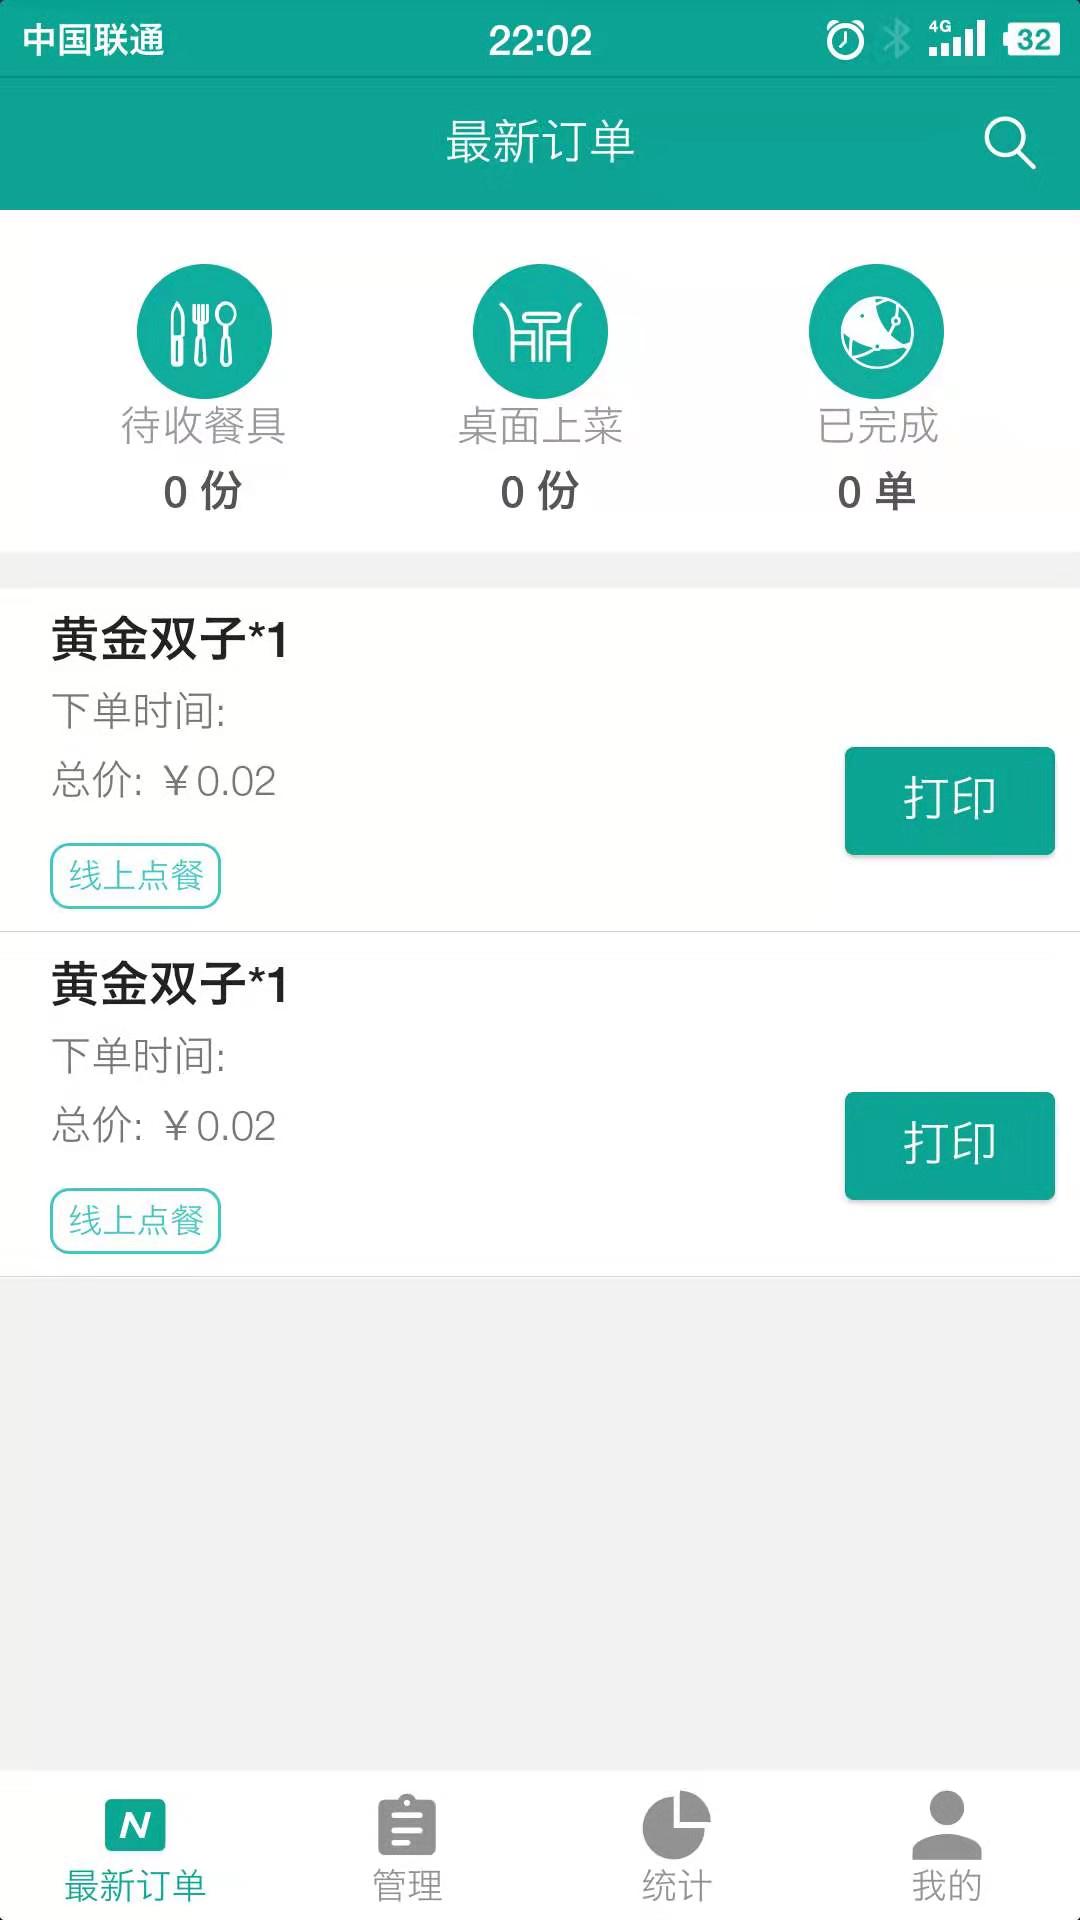 中国联通 22:02 4G 32
最新订单
待收餐具 桌面上菜 已完成
0 份 0 份 0 单
黄金双子*1
下单时间:
总价: ￥0.02
打印
线上点餐
黄金双子*1
下单时间:
总价: ￥0.02
打印
线上点餐
N
最新订单 管理 统计 我的